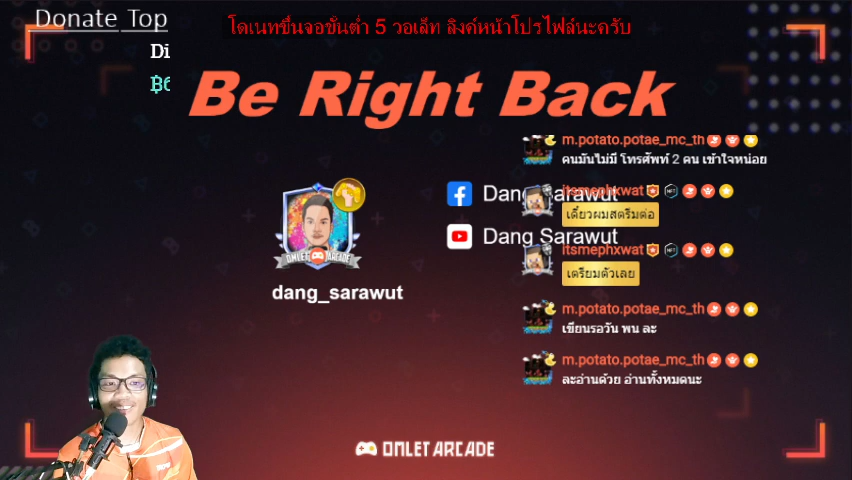 Donate Top
โดเนทขึ้นจอขั้นต่ำ 5 วอเล็ท ลิงค์หน้าโปรไฟล์นะครับ
Di
฿6
Be Right Back
m.potato.potae_mc_th
คนมันไม่มี โทรศัพท์ 2 คน เข้าใจหน่อย
Dang Sarawut
itsmephxwat
เดี๋ยวผมสตรีมต่อ
Dang Sarawut
itsmephxwat
เตรียมตัวเลย
OMLET ARCADE
dang_sarawut
m.potato.potae_mc_th
เขียนรอวัน พน ละ
m.potato.potae_mc_th
ละอ่านด้วย อ่านทั้งหมดนะ
OMLET ARCADE